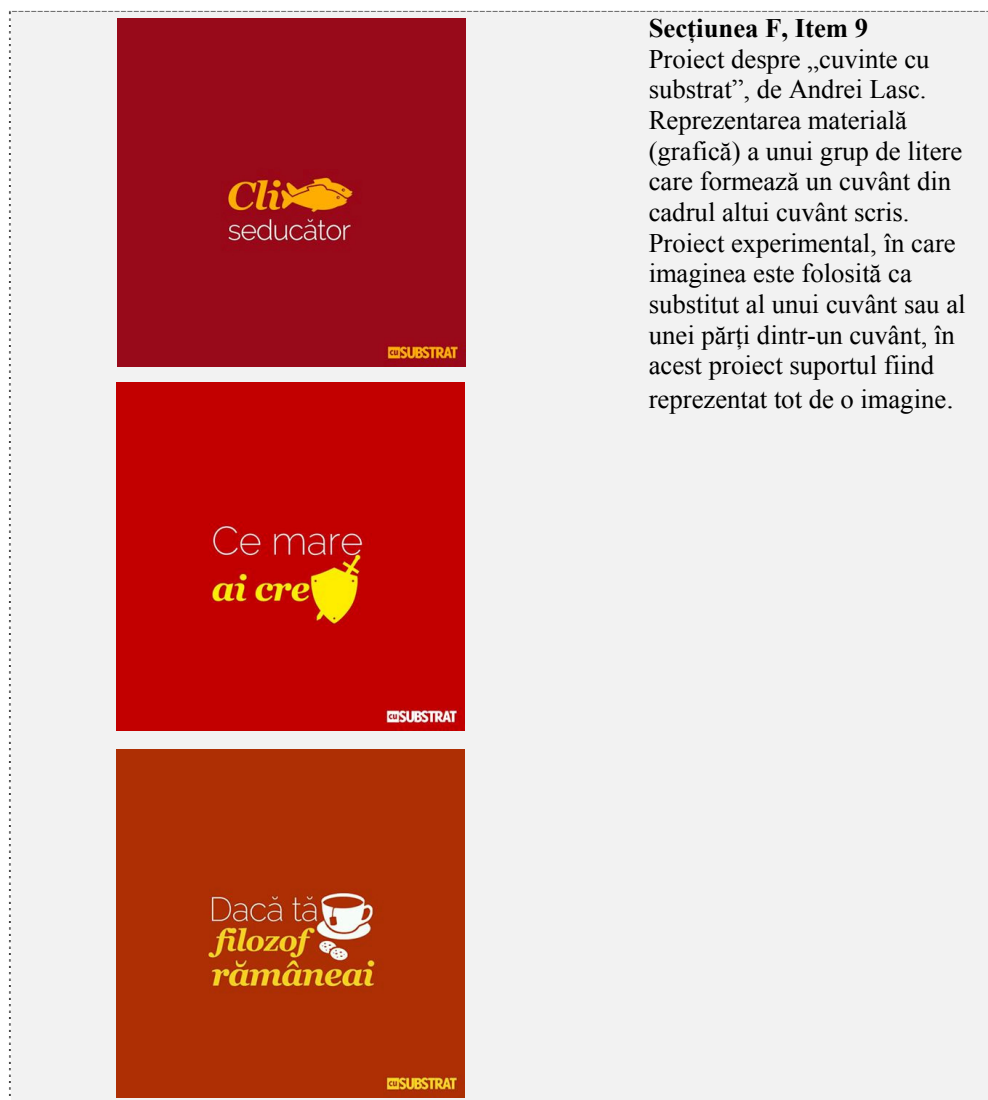 Cli
seducător
cuSUBSTRAT
Ce mare
ai cre
cuSUBSTRAT
Dacă tă
filozof
rămâneai
cuSUBSTRAT
Secțiunea F, Item 9
Proiect despre „cuvinte cu
substrat”, de Andrei Lasc.
Reprezentarea materială
(grafică) a unui grup de litere
care formează un cuvânt din
cadrul altui cuvânt scris.
Proiect experimental, în care
imaginea este folosită ca
substitut al unui cuvânt sau al
unei părți dintr-un cuvânt, în
acest proiect suportul fiind
reprezentat tot de o imagine.